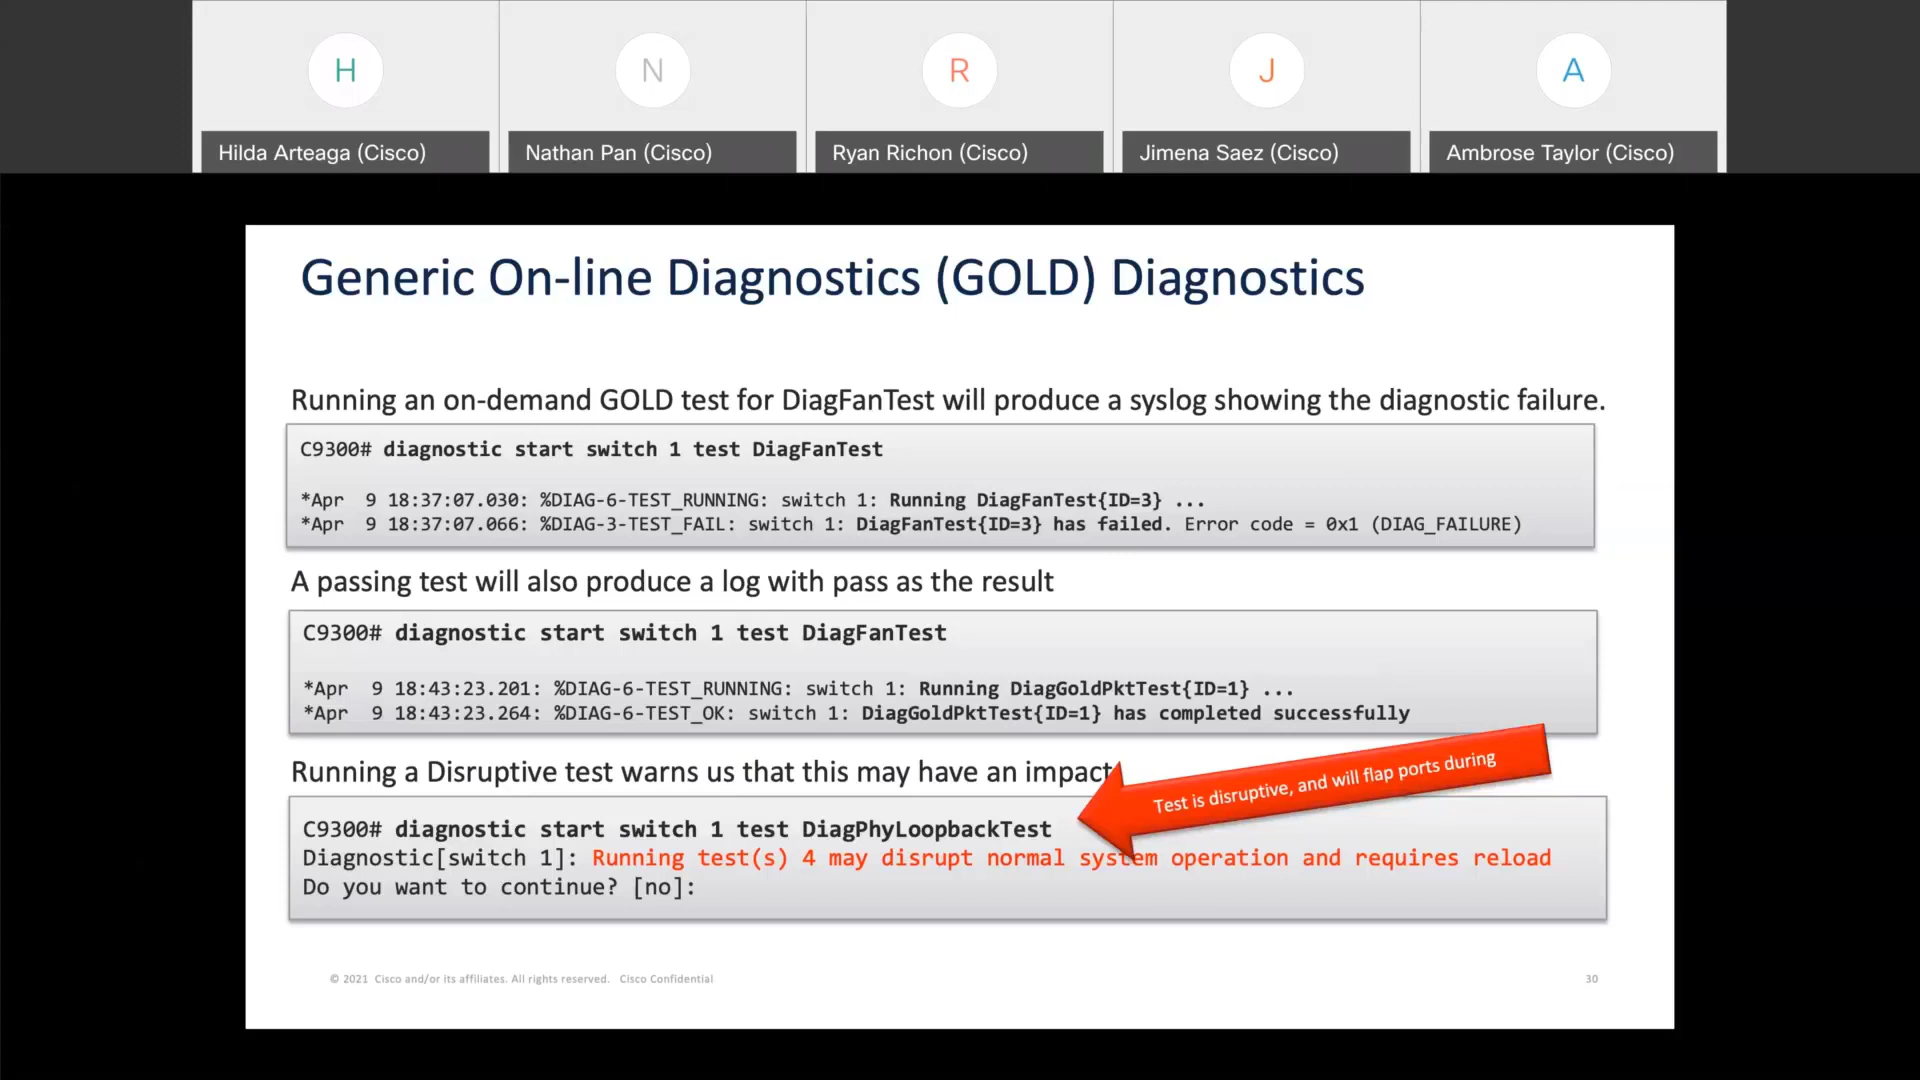 H N R J A
Hilda Arteaga (Cisco) Nathan Pan (Cisco) Ryan Richon (Cisco) Jimena Saez (Cisco) Ambrose Taylor (Cisco)
Generic On-line Diagnostics (GOLD) Diagnostics
Running an on-demand GOLD test for DiagFanTest will produce a syslog showing the diagnostic failure.
C9300# diagnostic start switch 1 test DiagFanTest
*Apr  9 18:37:07.030: %DIAG-6-TEST_RUNNING: switch 1: Running DiagFanTest{ID=3} ...
*Apr  9 18:37:07.066: %DIAG-3-TEST_FAIL: switch 1: DiagFanTest{ID=3} has failed. Error code = 0x1 (DIAG_FAILURE)
A passing test will also produce a log with pass as the result
C9300# diagnostic start switch 1 test DiagFanTest
*Apr  9 18:43:23.201: %DIAG-6-TEST_RUNNING: switch 1: Running DiagGoldPktTest{ID=1} ...
*Apr  9 18:43:23.264: %DIAG-6-TEST_OK: switch 1: DiagGoldPktTest{ID=1} has completed successfully
Running a Disruptive test warns us that this may have an impact
Test is disruptive, and will flap ports during
C9300# diagnostic start switch 1 test DiagPhyLoopbackTest
Diagnostic[switch 1]: Running test(s) 4 may disrupt normal system operation and requires reload
Do you want to continue? [no]:
© 2021 Cisco and/or its affiliates. All rights reserved. Cisco Confidential
30